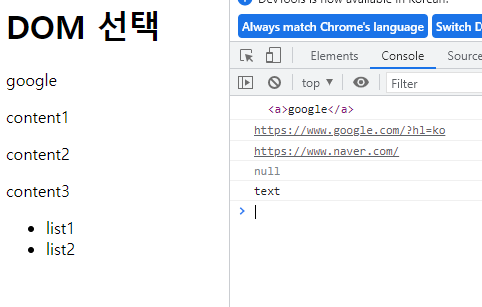 DOM 선택
google
content1
content2
content3
list1
list2
DevTools is now available in Korean!
Always match Chrome's language Switch D
Elements Console Source
top Filter
<a>google</a>
https://www.google.com/?hl=ko
https://www.naver.com/
null
text